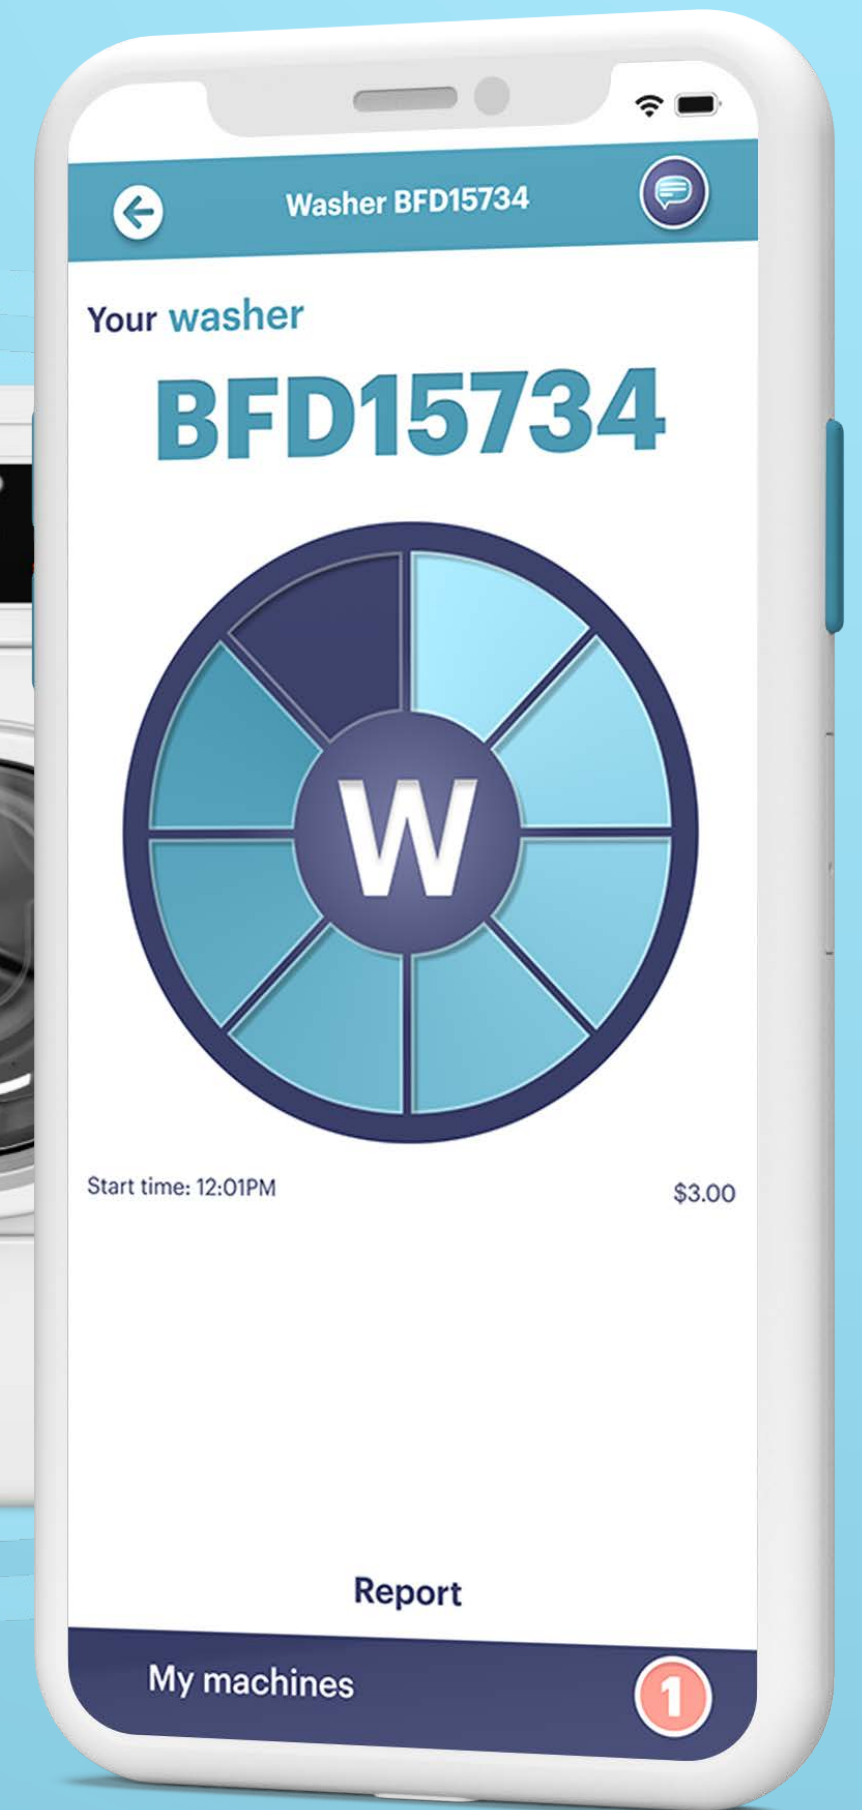 Washer BFD15734
Your washer
BFD15734
W
Start time: 12:01PM
$3.00
Report
My machines
1